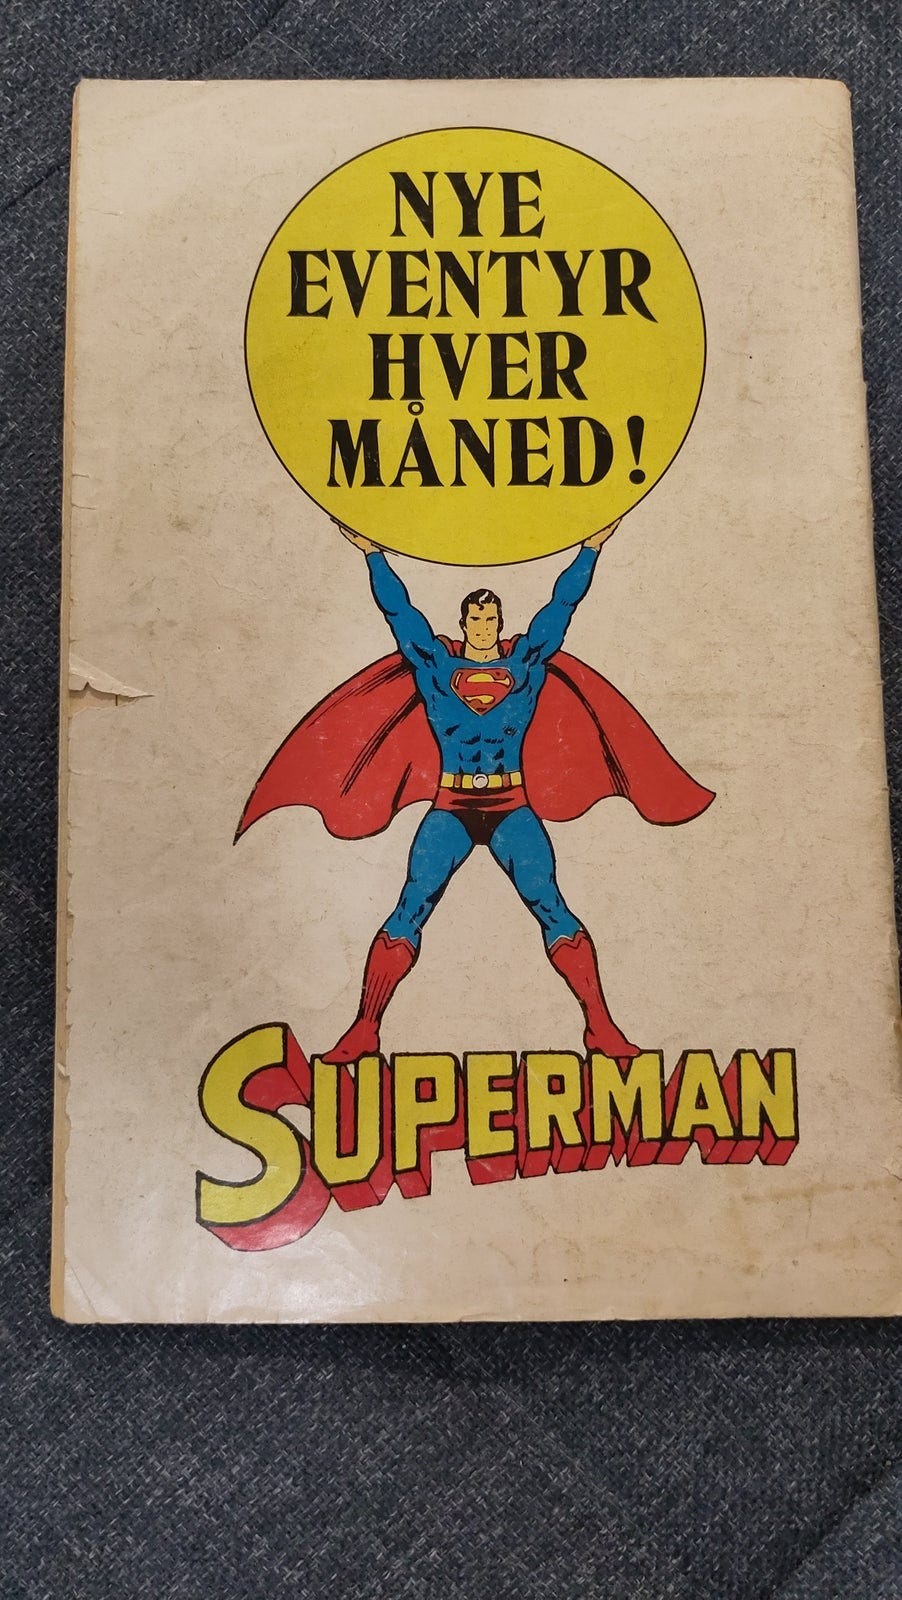 NYE
EVENTYR
HVER
MÅNED!
S
SUPERMAN